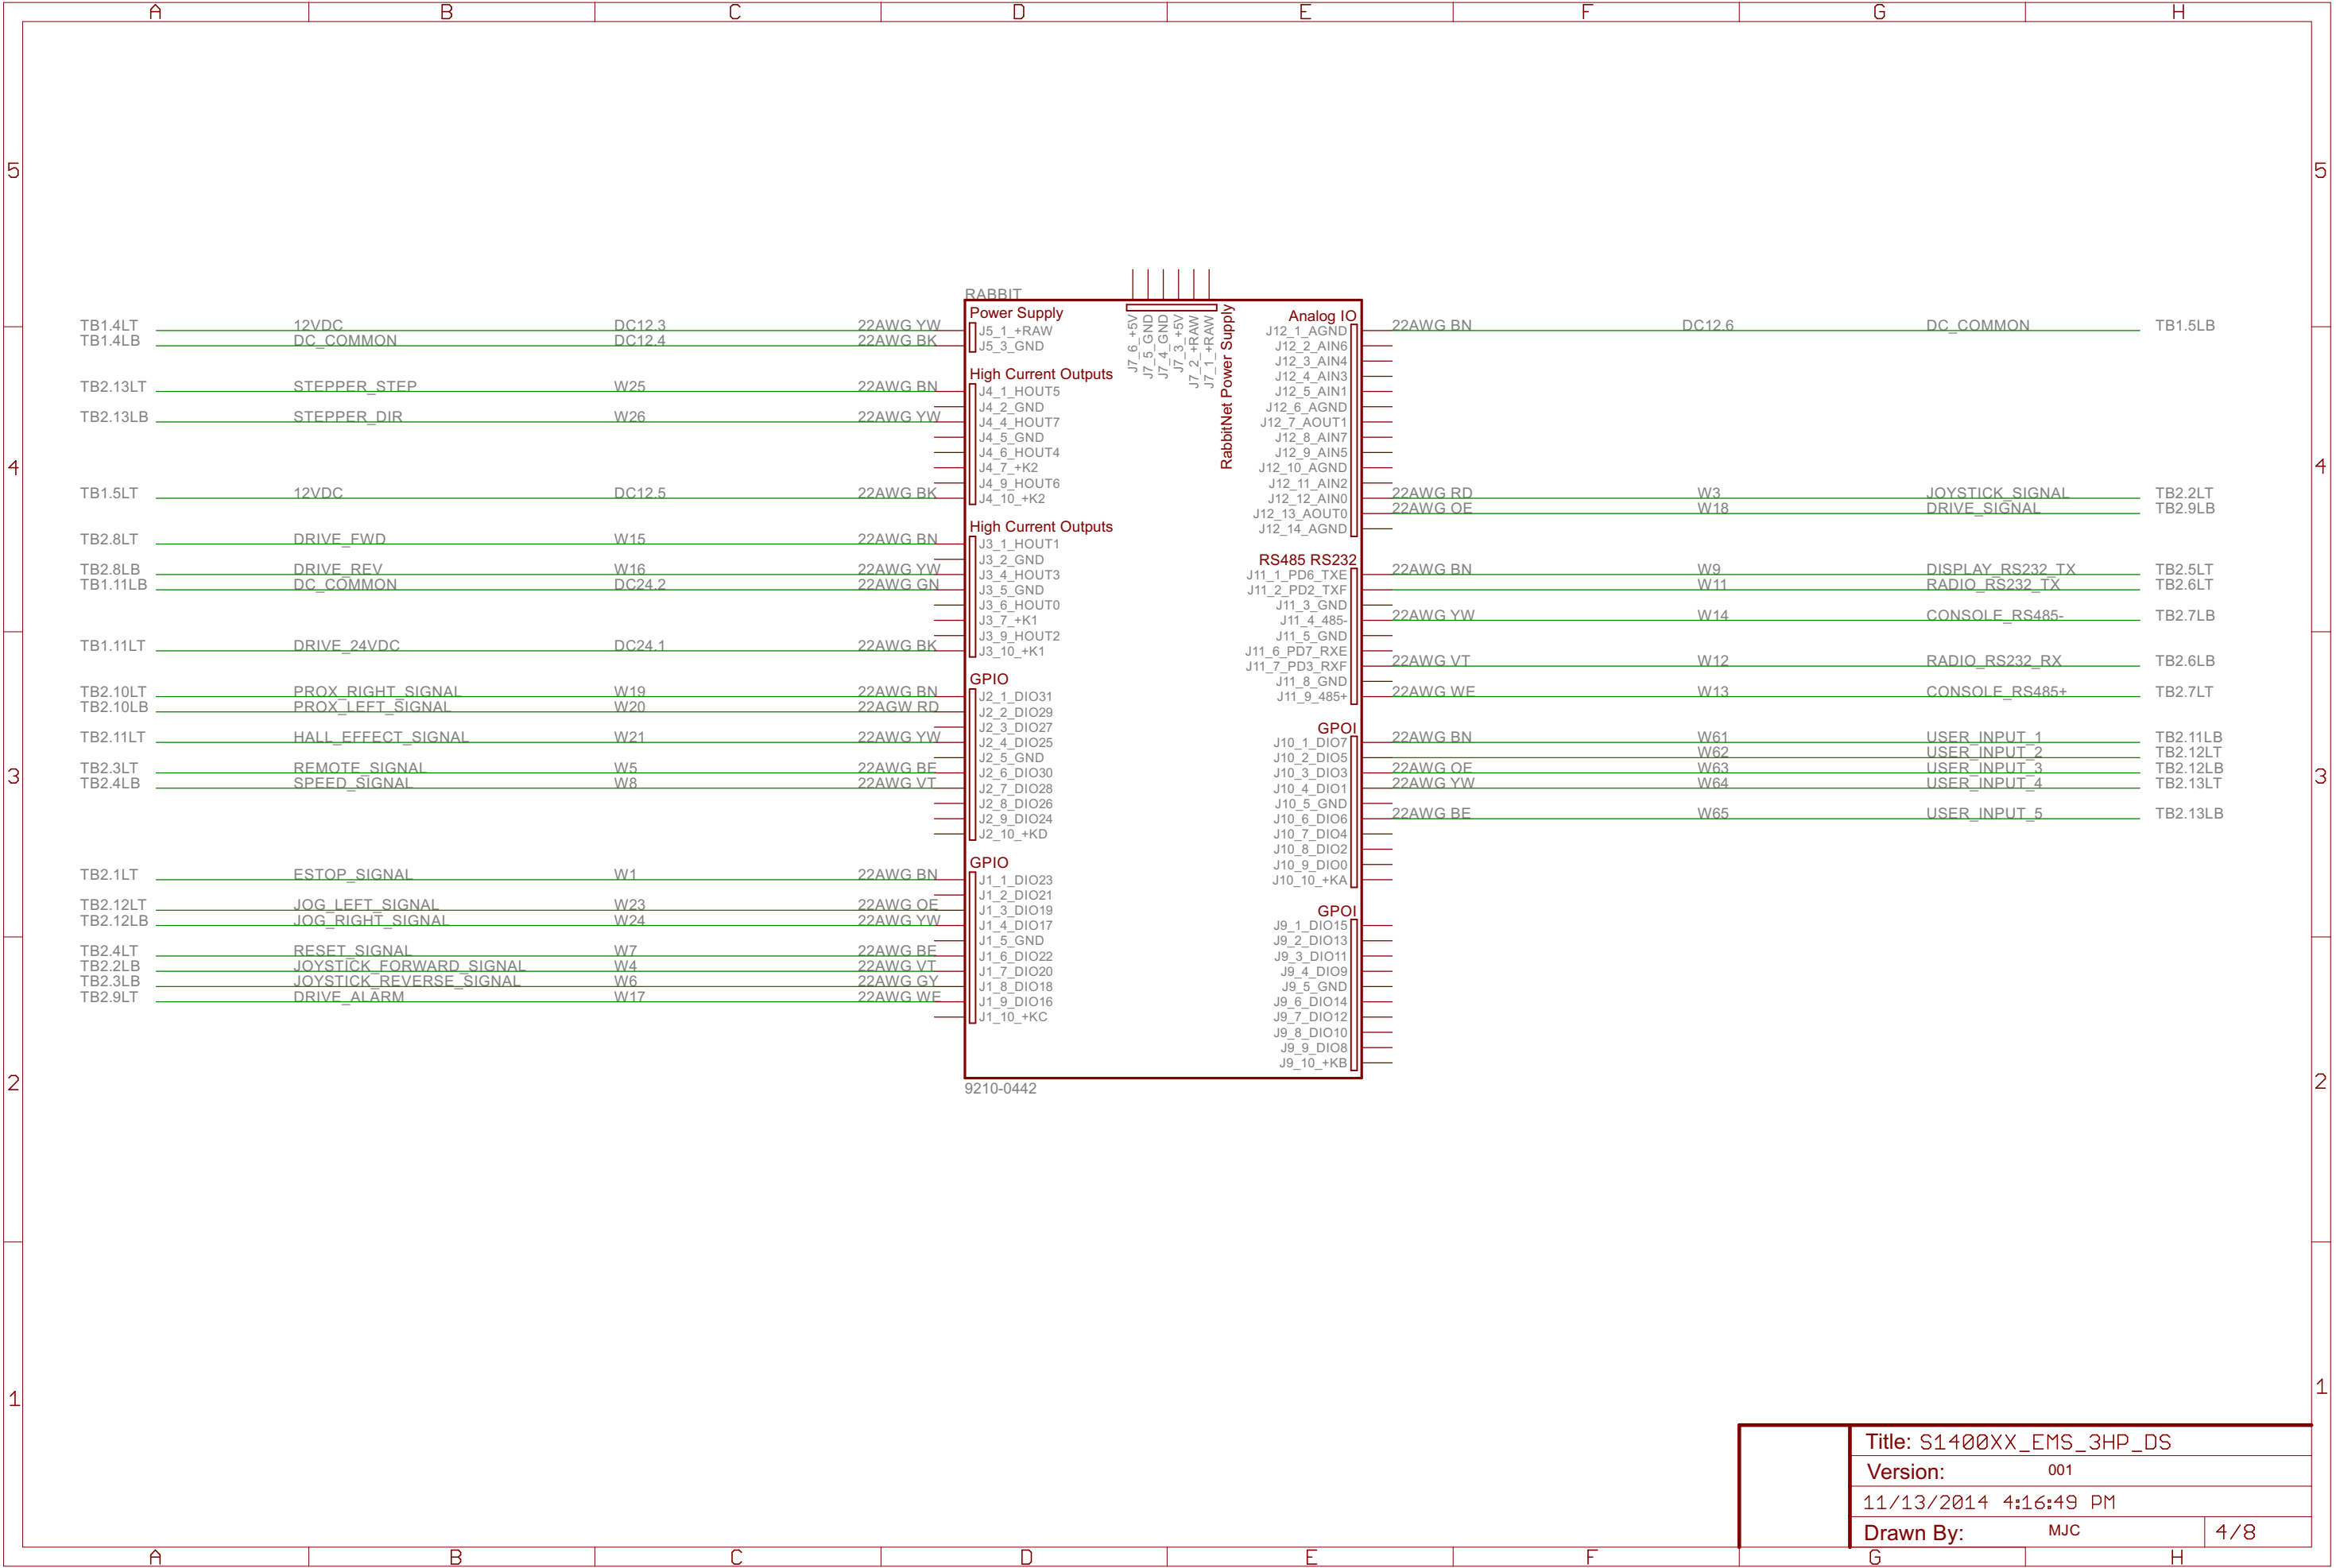 A B C D E F G H
5 5
4 4
3 3
2 2
1 1
RABBIT
Power Supply
TB1.4LT 12VDC DC12.3 22AWG YW J5_1_+RAW
TB1.4LB DC_COMMON DC12.4 22AWG BK J5_3_GND
High Current Outputs
TB2.13LT STEPPER_STEP W25 22AWG BN J4_1_HOUT5
J4_2_GND
TB2.13LB STEPPER_DIR W26 22AWG YW J4_4_HOUT7
J4_5_GND
J4_6_HOUT4
J4_7_+K2
J4_9_HOUT6
TB1.5LT 12VDC DC12.5 22AWG BK J4_10_+K2
High Current Outputs
TB2.8LT DRIVE_FWD W15 22AWG BN J3_1_HOUT1
J3_2_GND
TB2.8LB DRIVE_REV W16 22AWG YW J3_4_HOUT3
TB1.11LB DC_COMMON DC24.2 22AWG GN J3_5_GND
J3_6_HOUT0
J3_7_+K1
J3_9_HOUT2
TB1.11LT DRIVE_24VDC DC24.1 22AWG BK J3_10_+K1
GPIO
TB2.10LT PROX_RIGHT_SIGNAL W19 22AWG BN J2_1_DIO31
TB2.10LB PROX_LEFT_SIGNAL W20 22AGW RD J2_2_DIO29
J2_3_DIO27
TB2.11LT HALL_EFFECT_SIGNAL W21 22AWG YW J2_4_DIO25
J2_5_GND
TB2.3LT REMOTE_SIGNAL W5 22AWG BE J2_6_DIO30
TB2.4LB SPEED_SIGNAL W8 22AWG VT J2_7_DIO28
J2_8_DIO26
J2_9_DIO24
J2_10_+KD
GPIO
TB2.1LT ESTOP_SIGNAL W1 22AWG BN J1_1_DIO23
J1_2_DIO21
TB2.12LT JOG_LEFT_SIGNAL W23 22AWG OE J1_3_DIO19
TB2.12LB JOG_RIGHT_SIGNAL W24 22AWG YW J1_4_DIO17
J1_5_GND
TB2.4LT RESET_SIGNAL W7 22AWG BE J1_6_DIO22
TB2.2LB JOYSTICK_FORWARD_SIGNAL W4 22AWG VT J1_7_DIO20
TB2.3LB JOYSTICK_REVERSE_SIGNAL W6 22AWG GY J1_8_DIO18
TB2.9LT DRIVE_ALARM W17 22AWG WE J1_9_DIO16
J1_10_+KC
J7_6_+5V
J7_5_GND
J7_4_GND
J7_3_+5V
J7_2_+RAW
J7_1_+RAW
RabbitNet Power Supply
Analog IO
J12_1_AGND 22AWG BN DC12.6 DC_COMMON TB1.5LB
J12_2_AIN6
J12_3_AIN4
J12_4_AIN3
J12_5_AIN1
J12_6_AGND
J12_7_AOUT1
J12_8_AIN7
J12_9_AIN5
J12_10_AGND
J12_11_AIN2
J12_12_AIN0 22AWG RD W3 JOYSTICK_SIGNAL TB2.2LT
J12_13_AOUT0 22AWG OE W18 DRIVE_SIGNAL TB2.9LB
J12_14_AGND
RS485 RS232
J11_1_PD6_TXE 22AWG BN W9 DISPLAY_RS232_TX TB2.5LT
J11_2_PD2_TXF W11 RADIO_RS232_TX TB2.6LT
J11_3_GND
J11_4_485- 22AWG YW W14 CONSOLE_RS485- TB2.7LB
J11_5_GND
J11_6_PD7_RXE
J11_7_PD3_RXF 22AWG VT W12 RADIO_RS232_RX TB2.6LB
J11_8_GND
J11_9_485+ 22AWG WE W13 CONSOLE_RS485+ TB2.7LT
GPOI
J10_1_DIO7 22AWG BN W61 USER_INPUT_1 TB2.11LB
J10_2_DIO5 W62 USER_INPUT_2 TB2.12LT
J10_3_DIO3 22AWG OE W63 USER_INPUT_3 TB2.12LB
J10_4_DIO1 22AWG YW W64 USER_INPUT_4 TB2.13LT
J10_5_GND
J10_6_DIO6 22AWG BE W65 USER_INPUT_5 TB2.13LB
J10_7_DIO4
J10_8_DIO2
J10_9_DIO0
J10_10_+KA
GPOI
J9_1_DIO15
J9_2_DIO13
J9_3_DIO11
J9_4_DIO9
J9_5_GND
J9_6_DIO14
J9_7_DIO12
J9_8_DIO10
J9_9_DIO8
J9_10_+KB
9210-0442
Title: S1400XX_EMS_3HP_DS
Version: 001
11/13/2014 4:16:49 PM
Drawn By: MJC 4/8
A B C D E F G H